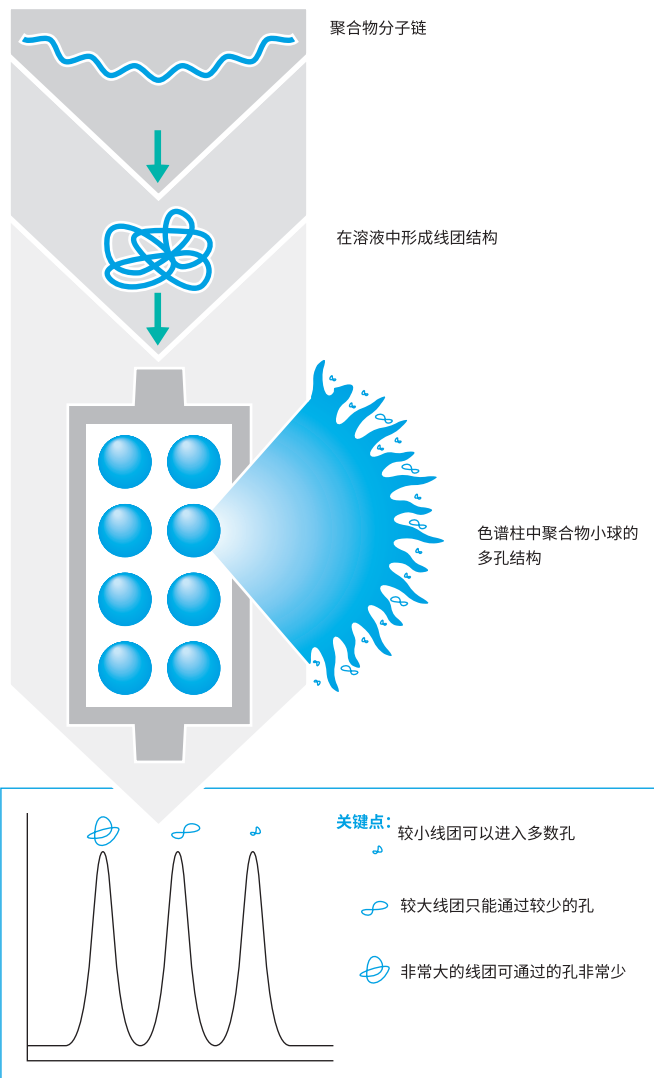 聚合物分子链
在溶液中形成线团结构
色谱柱中聚合物小球的
多孔结构
关键点：
较小线团可以进入多数孔
较大线团只能通过较少的孔
非常大的线团可通过的孔非常少